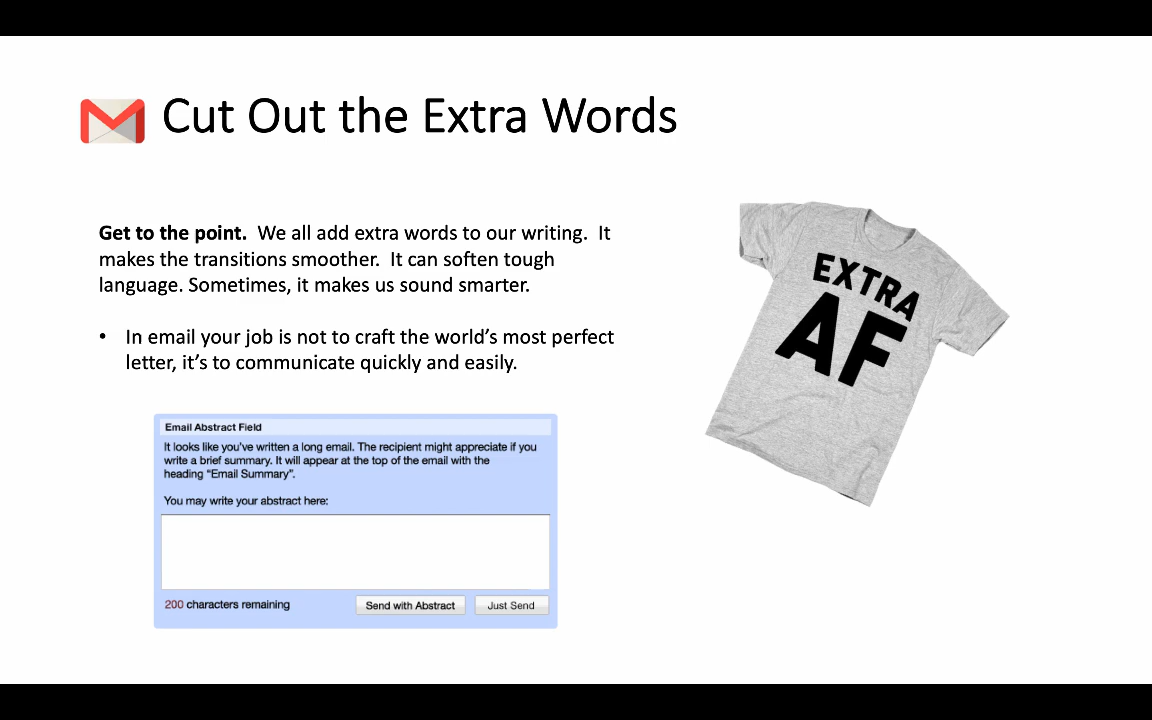 Cut Out the Extra Words
Get to the point.  We all add extra words to our writing.  It
makes the transitions smoother.  It can soften tough
language. Sometimes, it makes us sound smarter.
• In email your job is not to craft the world’s most perfect
letter, it’s to communicate quickly and easily.
EXTRA
AF
Email Abstract Field
It looks like you've written a long email. The recipient might appreciate if you
write a brief summary. It will appear at the top of the email with the
heading “Email Summary”.
You may write your abstract here:
200 characters remaining
Send with Abstract
Just Send